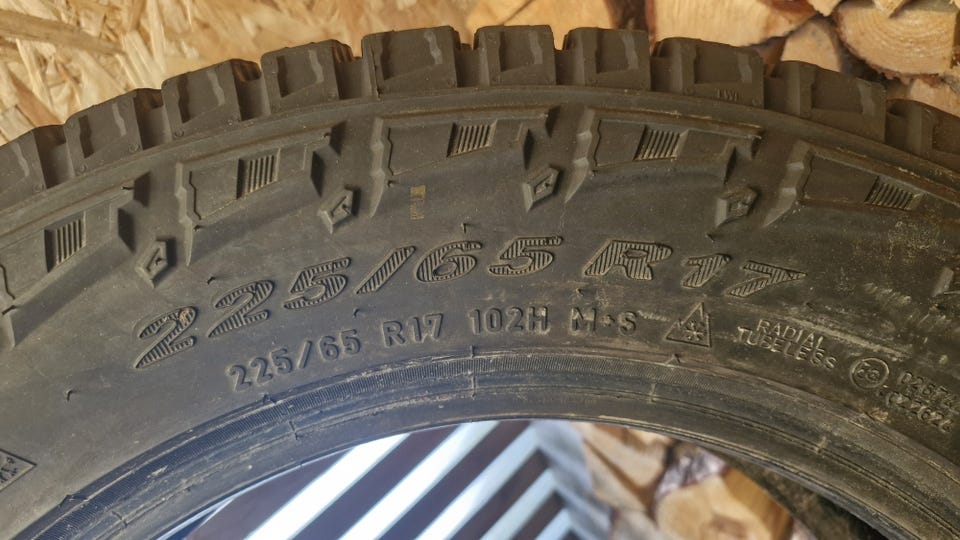 225/65 R17
225/65 R17 102H M+S
RADIAL
TUBELESS